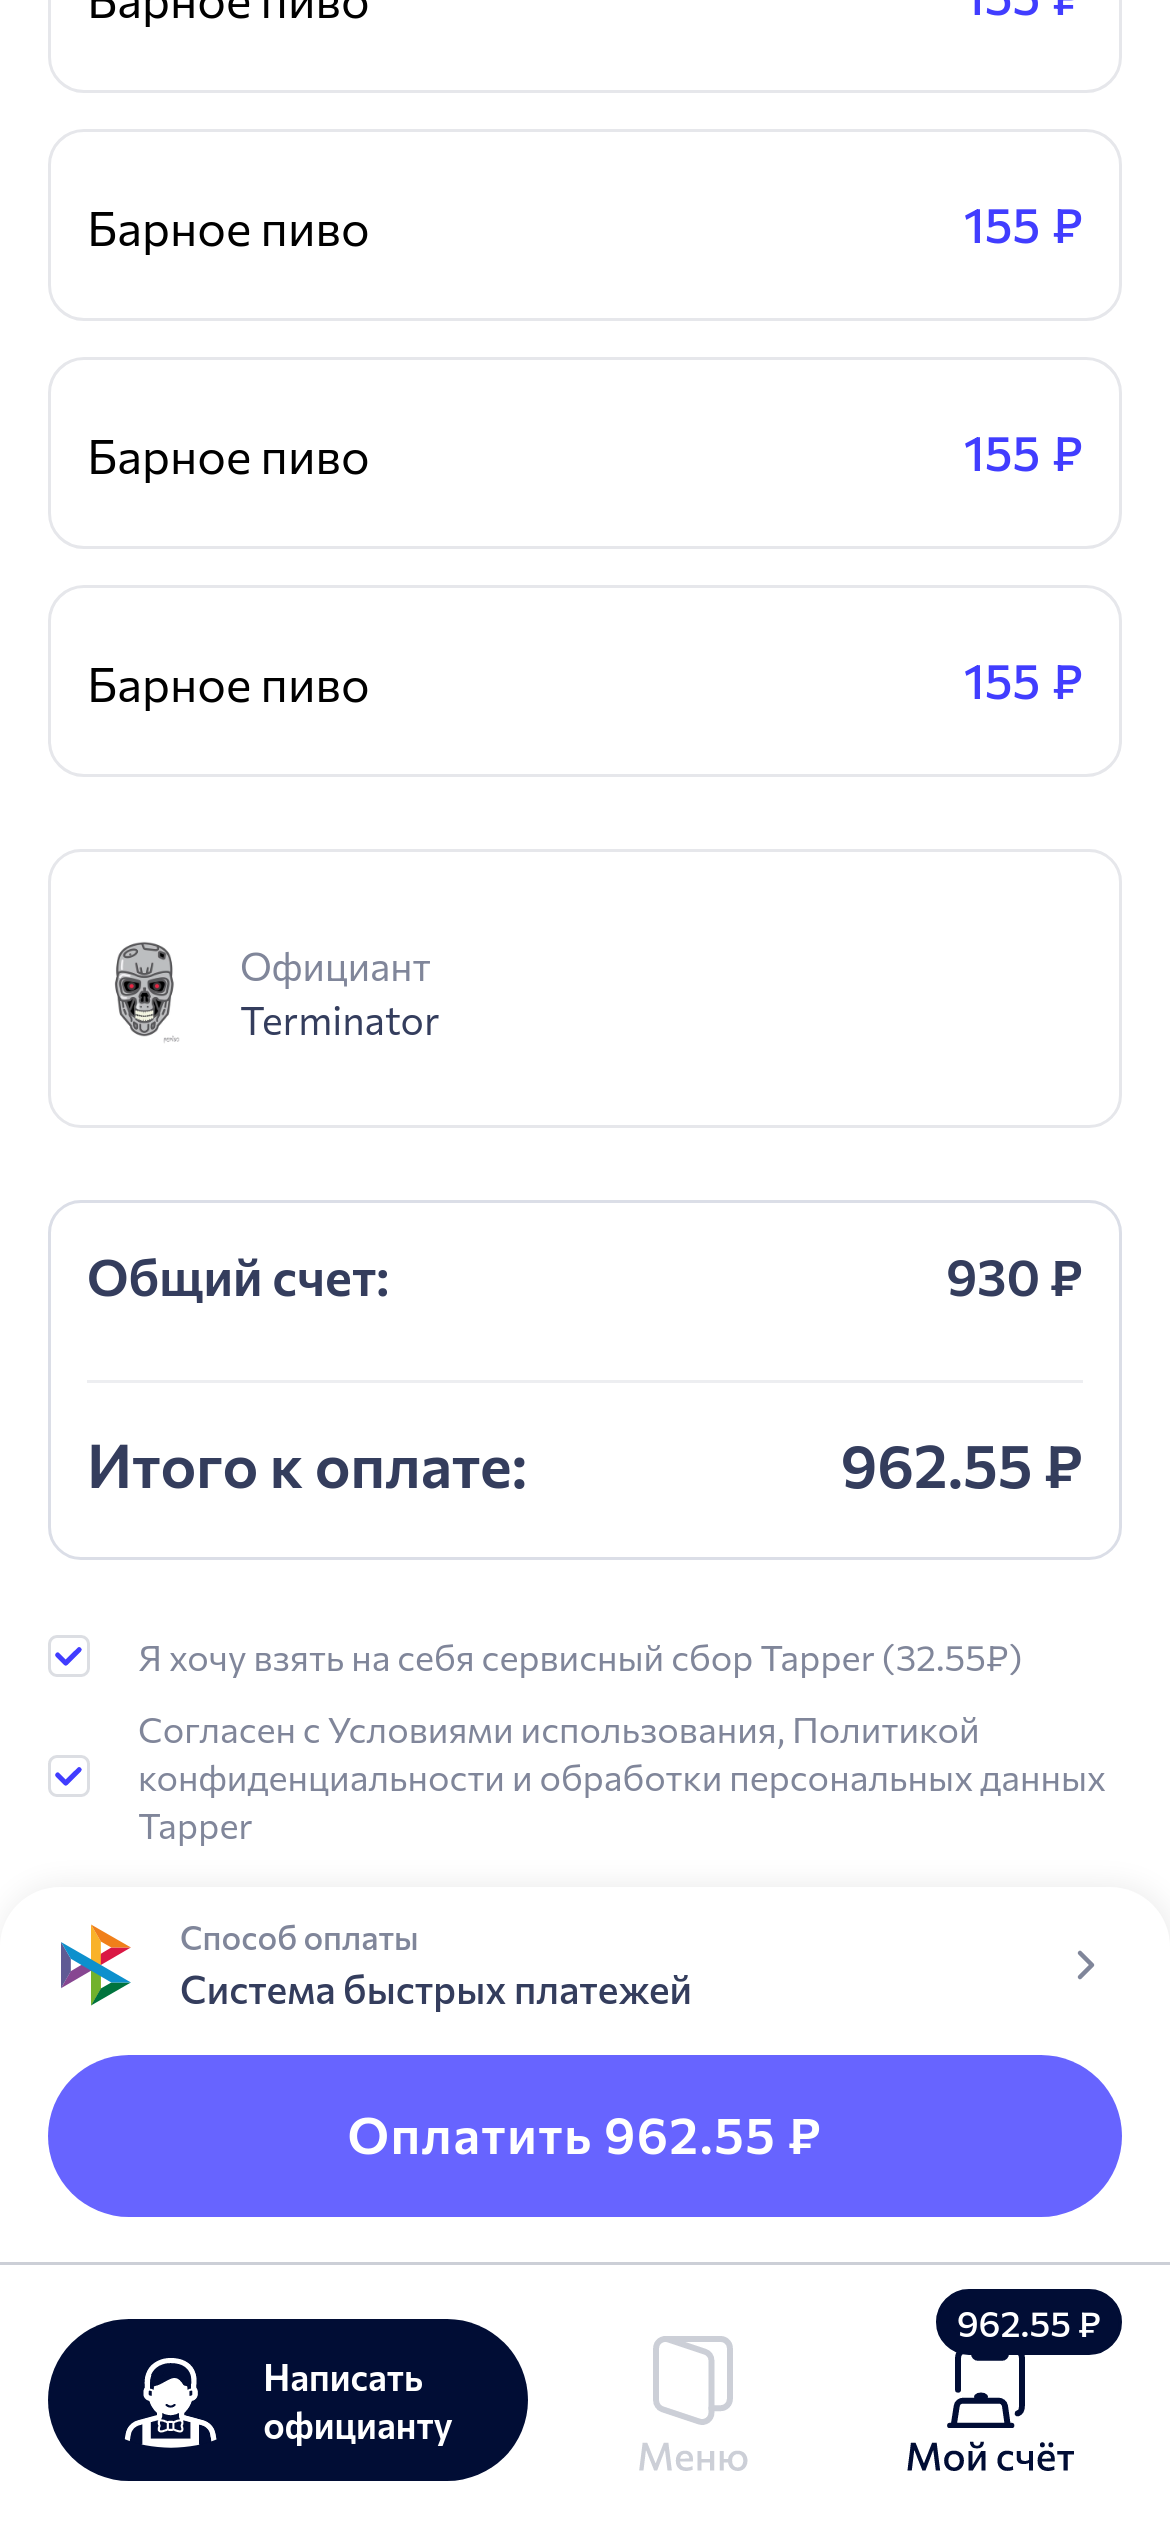 Барное пиво 155 ₽
Барное пиво 155 ₽
Барное пиво 155 ₽
Барное пиво 155 ₽
Официант
Terminator
Общий счет: 930 ₽
Итого к оплате: 962.55 ₽
Я хочу взять на себя сервисный сбор Tapper (32.55₽)
Согласен с Условиями использования, Политикой
конфиденциальности и обработки персональных данных
Tapper
Способ оплаты
Система быстрых платежей
Оплатить 962.55 ₽
962.55 ₽
Написать
официанту
Меню
Мой счёт